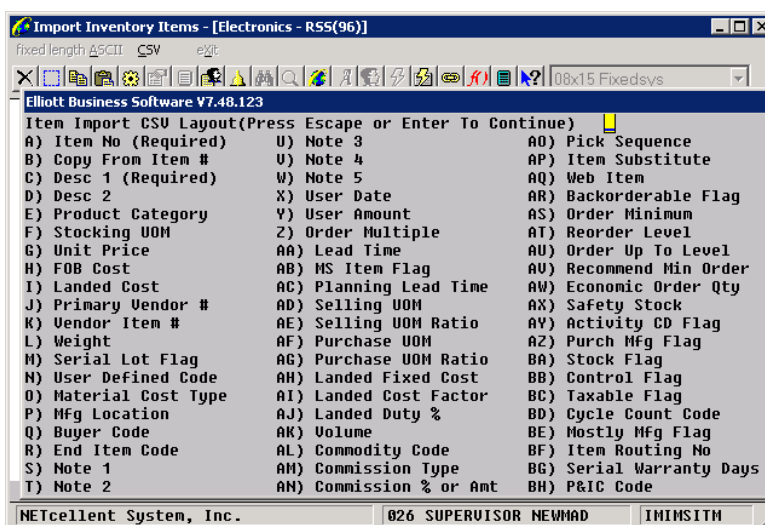 Import Inventory Items - [Electronics - RSS(96)]
fixed length ASCII CSV eXit
08x15 Fixedsys
Elliott Business Software V7.48.123
Item Import CSV Layout(Press Escape or Enter To Continue)
A) Item No (Required) U) Note 3 AO) Pick Sequence
B) Copy From Item # V) Note 4 AP) Item Substitute
C) Desc 1 (Required) W) Note 5 AQ) Web Item
D) Desc 2 X) User Date AR) Backorderable Flag
E) Product Category Y) User Amount AS) Order Minimum
F) Stocking UOM Z) Order Multiple AT) Reorder Level
G) Unit Price AA) Lead Time AU) Order Up To Level
H) FOB Cost AB) MS Item Flag AV) Recommend Min Order
I) Landed Cost AC) Planning Lead Time AW) Economic Order Qty
J) Primary Vendor # AD) Selling UOM AX) Safety Stock
K) Vendor Item # AE) Selling UOM Ratio AY) Activity CD Flag
L) Weight AF) Purchase UOM AZ) Purch Mfg Flag
M) Serial Lot Flag AG) Purchase UOM Ratio BA) Stock Flag
N) User Defined Code AH) Landed Fixed Cost BB) Control Flag
O) Material Cost Type AI) Landed Cost Factor BC) Taxable Flag
P) Mfg Location AJ) Landed Duty % BD) Cycle Count Code
Q) Buyer Code AK) Volume BE) Mostly Mfg Flag
R) End Item Code AL) Commodity Code BF) Item Routing No
S) Note 1 AM) Commission Type BG) Serial Warranty Days
T) Note 2 AN) Commission % or Amt BH) P&IC Code
NETcellent System, Inc. 026 SUPERVISOR NEWMAD IMIMSITM